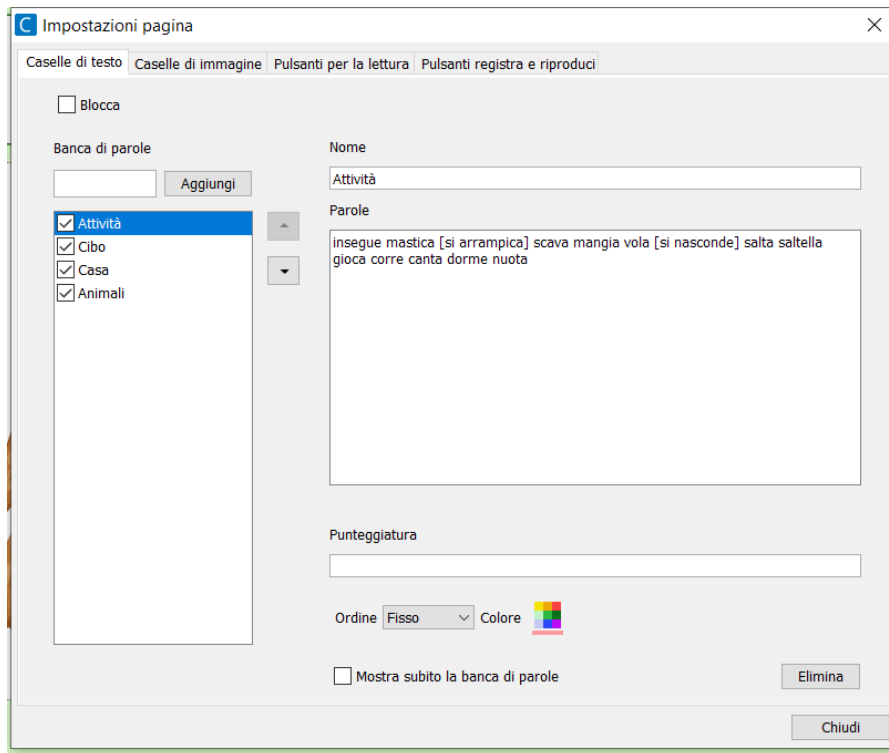 C Impostazioni pagina
Caselle di testo Caselle di immagine Pulsanti per la lettura Pulsanti registra e riproduci
Blocca
Banca di parole
Aggiungi
Attività
Cibo
Casa
Animali
Nome
Attività
Parole
insegue mastica [si arrampica] scava mangia vola [si nasconde] salta saltella
gioca corre canta dorme nuota
Punteggiatura
Ordine Fisso Colore
Mostra subito la banca di parole
Elimina
Chiudi